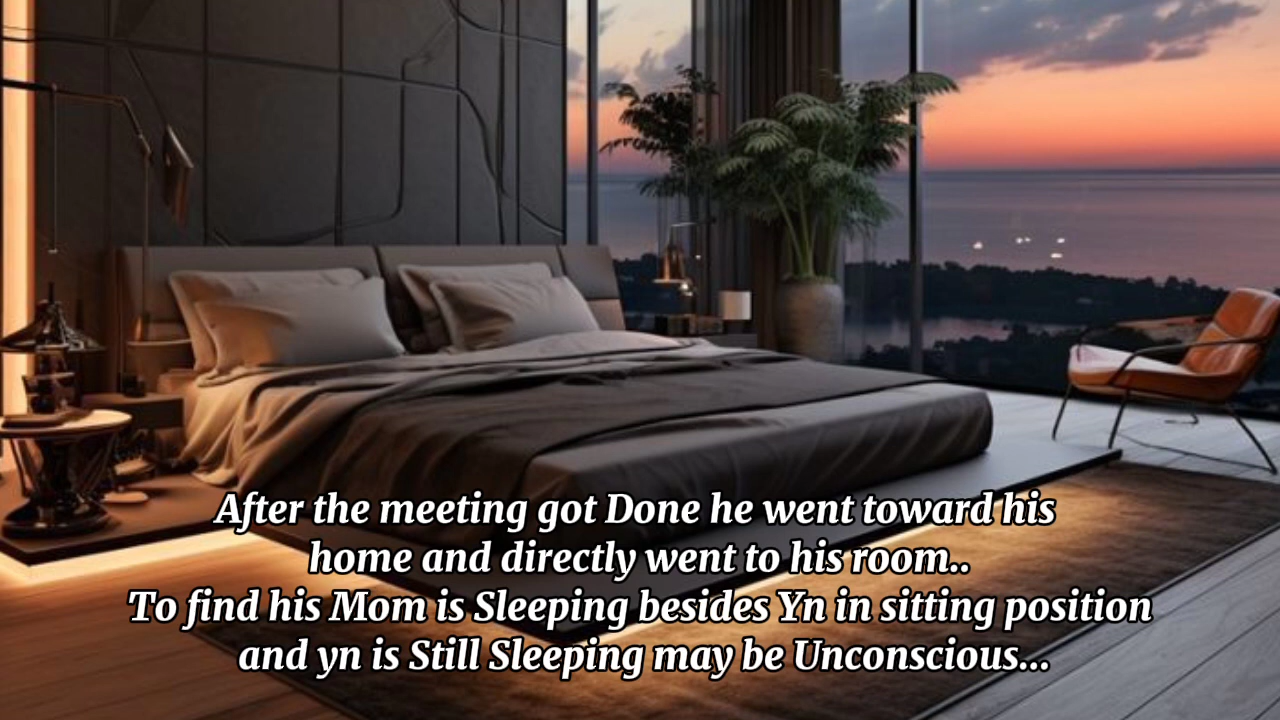 After the meeting got Done he went toward his
home and directly went to his room..
To find his Mom is Sleeping besides Yn in sitting position
and yn is Still Sleeping may be Unconscious...